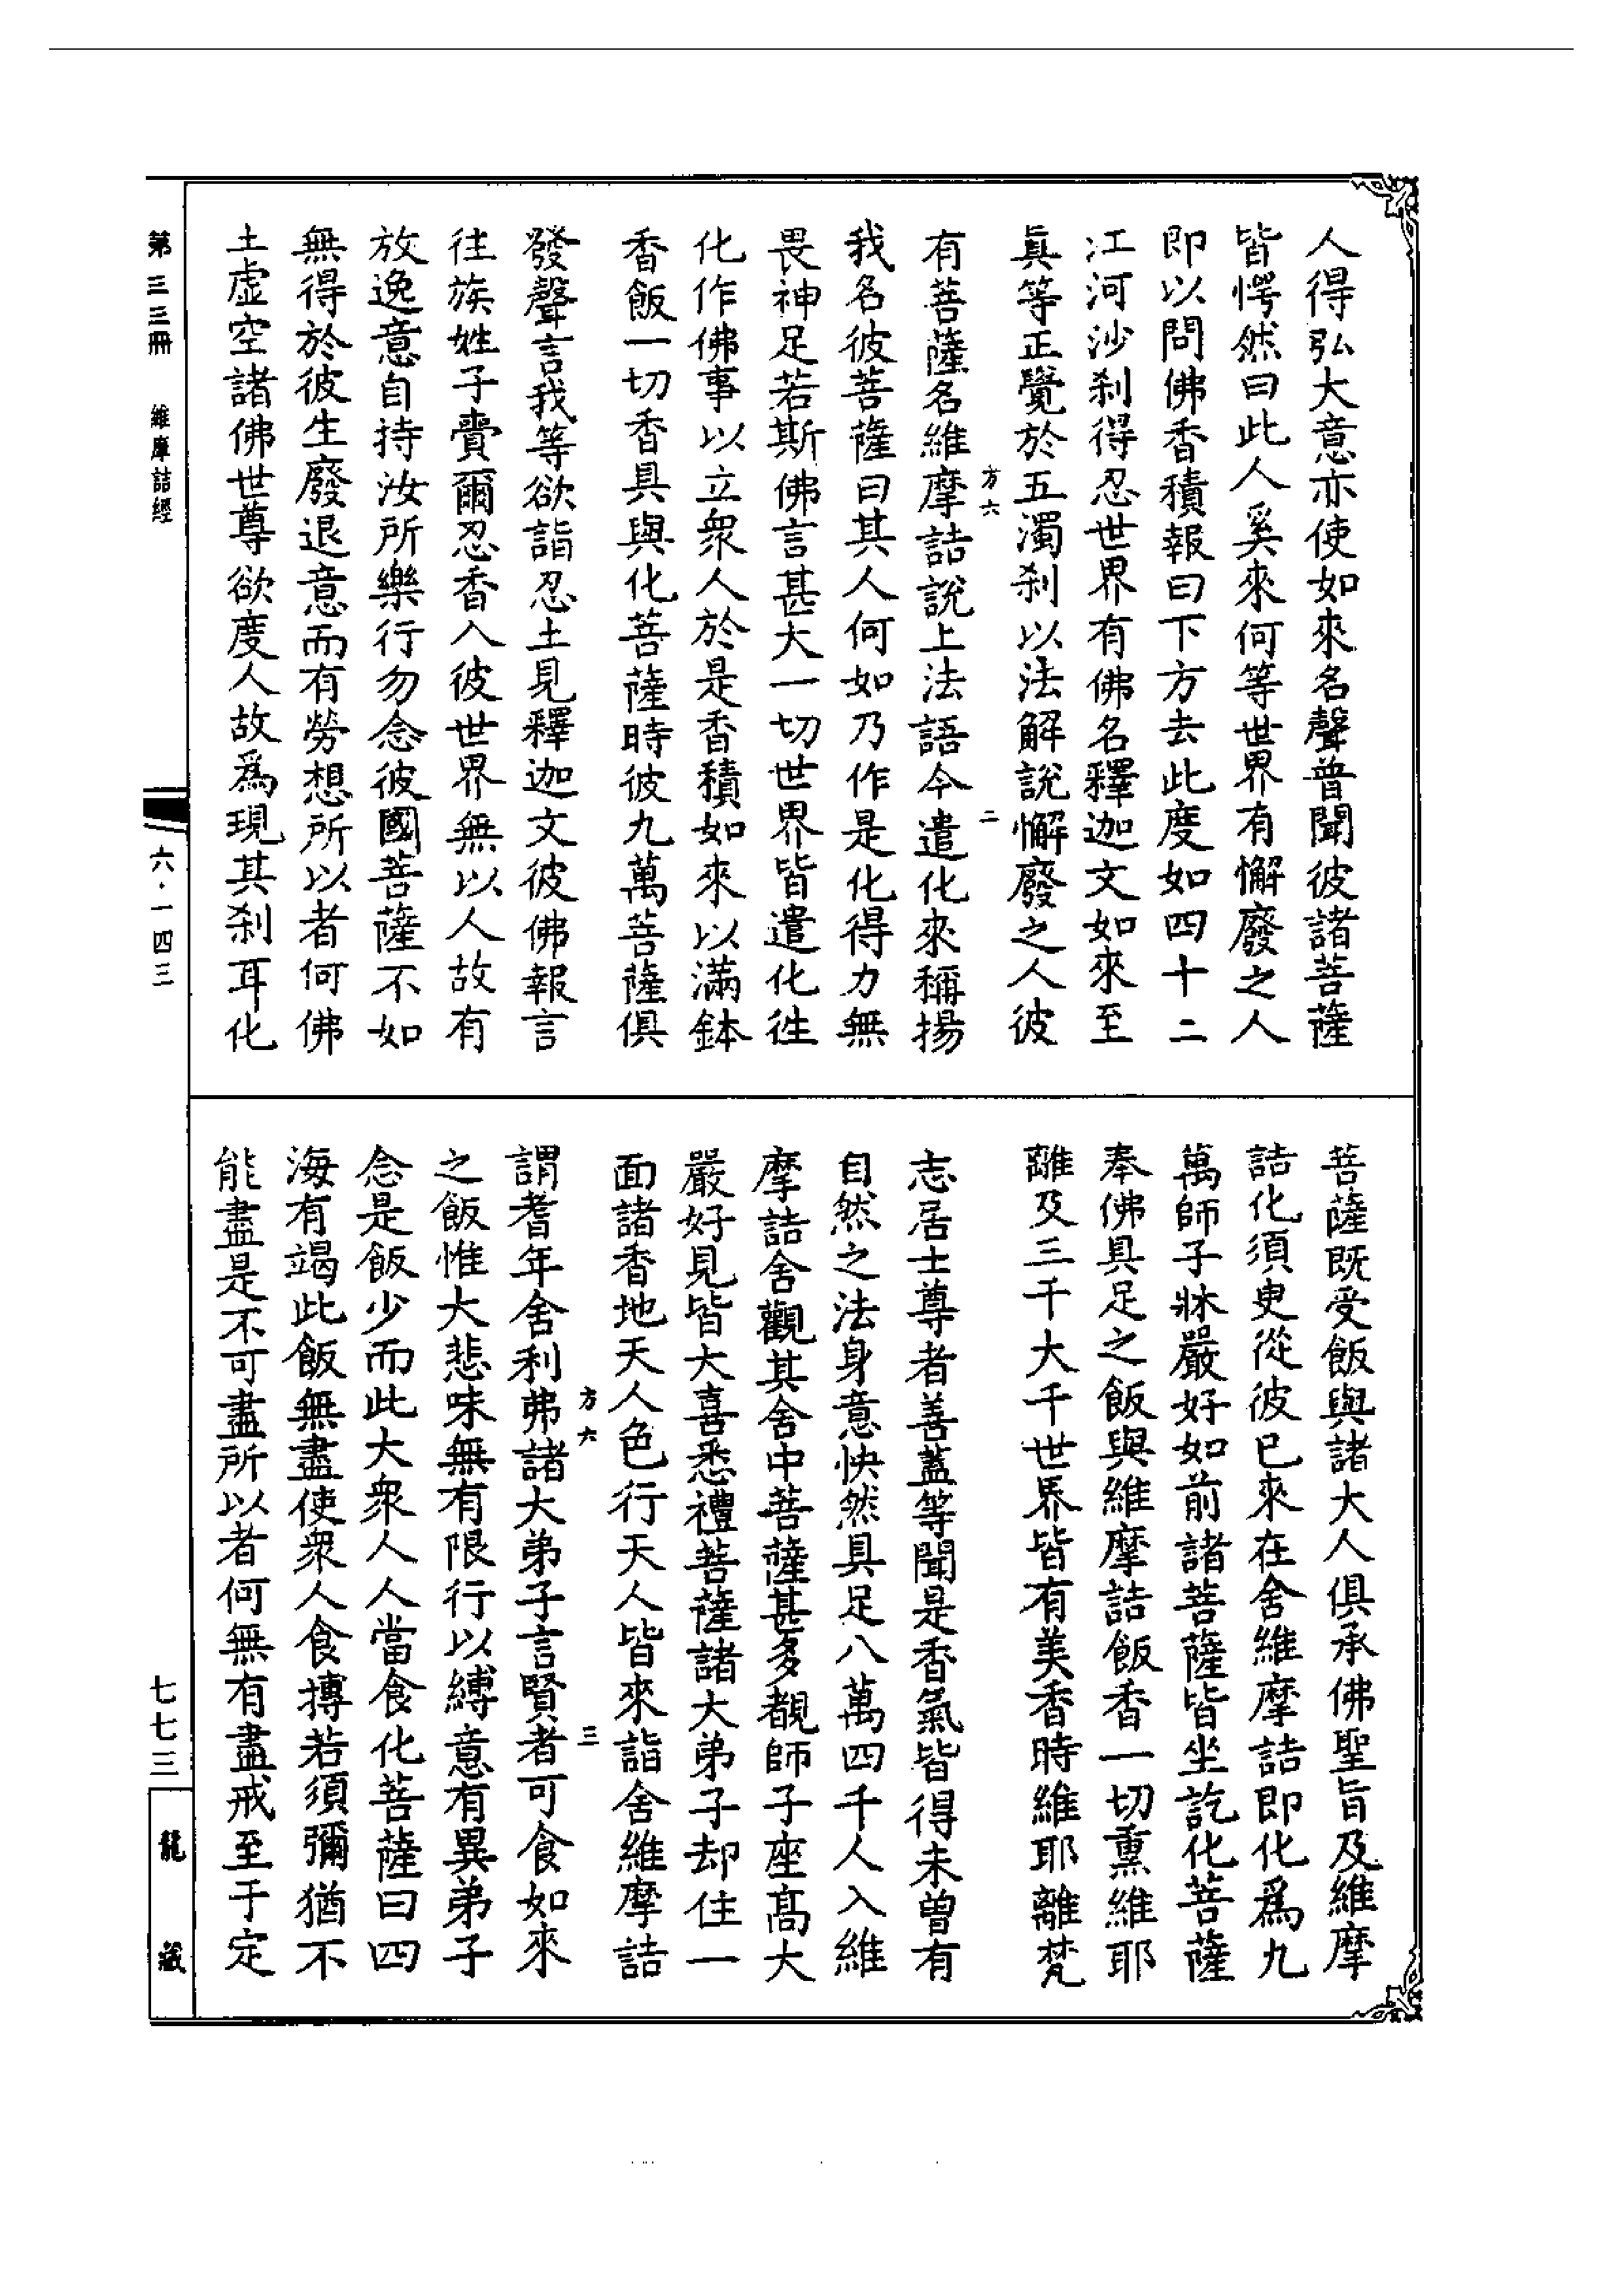 人得弘大意亦使如來名聲普聞彼諸菩薩
皆愕然曰此人奚來何等世界有懈廢之人
即以問佛香積報曰下方去此度如四十二
江河沙剎得忍世界有佛名釋迦文如來至
真等正覺於五濁剎以法解說懈廢之人彼
方六
二
有菩薩名維摩詰說上法語今遣化來稱揚
我名彼菩薩曰其人何如乃作是化得力無
畏神足若斯佛言甚大一切世界皆遣化徃
化作佛事以立眾人於是香積如來以滿鉢
香飯一切香具與化菩薩時彼九萬菩薩俱
發聲言我等欲詣忍土見釋迦文彼佛報言
往族姓子賷爾忍香入彼世界無以人故有
放逸意自持汝所樂行勿念彼國菩薩不如
無得於彼生廢退意而有勞想所以者何佛
土虛空諸佛世尊欲度人故為現其剎耳化
菩薩既受飯與諸大人俱承佛聖旨及維摩
詰化須臾從彼已來在舍維摩詰即化為九
萬師子牀嚴好如前諸菩薩皆坐訖化菩薩
奉佛具足之飯與維摩詰飯香一切熏維耶
離及三千大千世界皆有美香時維耶離梵
志居士尊者善蓋等聞是香氣皆得未曾有
自然之法身意快然具足八萬四千人入維
摩詰舍觀其舍中菩薩甚多覩師子座高大
嚴好見皆大喜悉禮菩薩諸大弟子却住一
面諸香地天人色行天人皆來詣舍維摩詰
方六
三
謂耆年舍利弗諸大弟子言賢者可食如來
之飯惟大悲味無有限行以縛意有異弟子
念是飯少而此大眾人人當食化菩薩曰四
海有竭此飯無盡使眾人食摶若須彌猶不
能盡是不可盡所以者何無有盡戒至于定
第三三冊
維摩詰經
六·一四三
七七三
龍藏